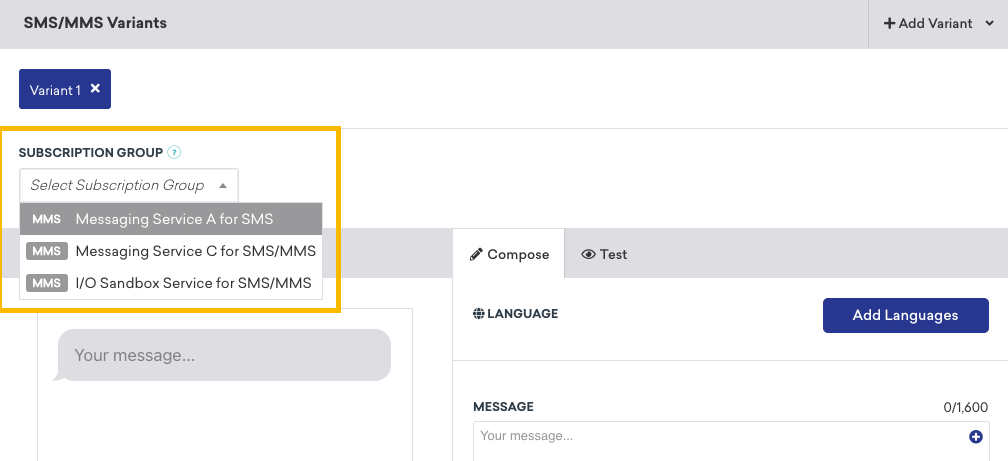 SMS/MMS Variants
Add Variant
Variant 1
SUBSCRIPTION GROUP ?
Select Subscription Group
MMS Messaging Service A for SMS
MMS Messaging Service C for SMS/MMS
MMS I/O Sandbox Service for SMS/MMS
Compose Test
LANGUAGE Add Languages
Your message...
MESSAGE 0/1,600
Your message...